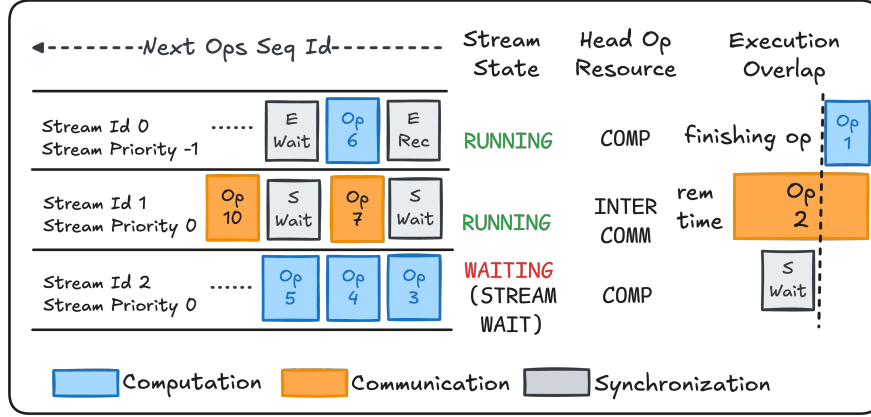 Next Ops Seq Id
Stream State
Head Op Resource
Execution Overlap
Stream Id 0
Stream Priority -1
......
E Wait
Op 6
E Rec
RUNNING
COMP
finishing op
Op 1
Stream Id 1
Stream Priority 0
Op 10
S Wait
Op 7
S Wait
RUNNING
INTER COMM
rem time
Op 2
Stream Id 2
Stream Priority 0
......
Op 5
Op 4
Op 3
WAITING
(STREAM WAIT)
COMP
S Wait
Computation
Communication
Synchronization